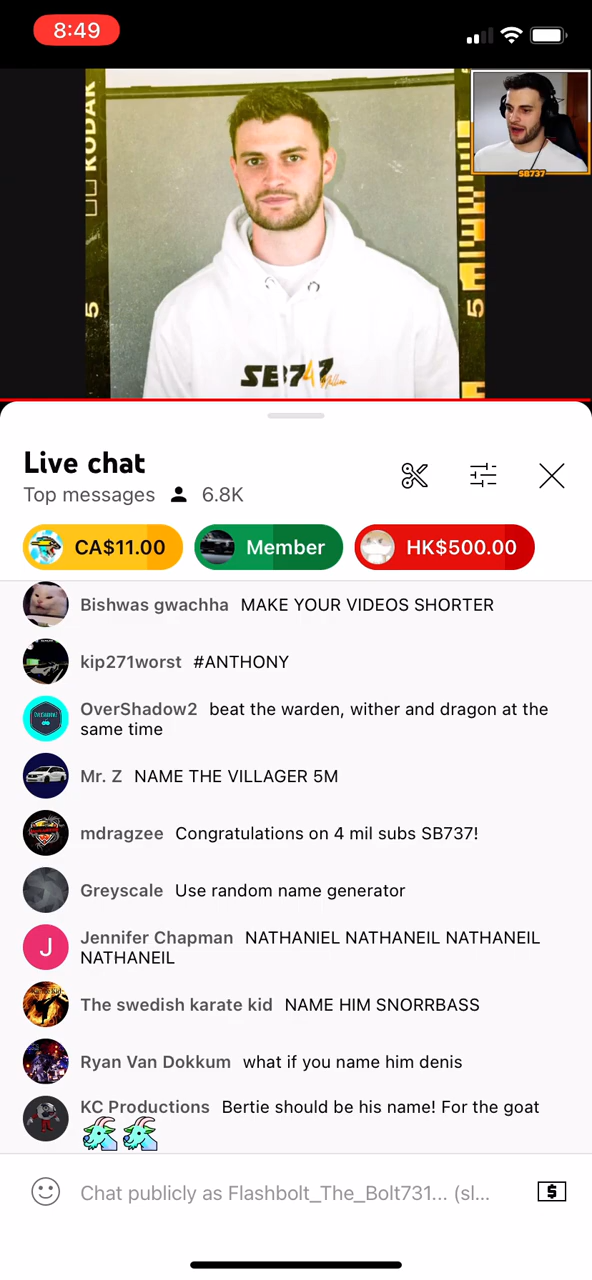 8:49
KODAK
5
5
SB737
SB737
Live chat
Top messages 6.8K
CA$11.00 Member HK$500.00
Bishwas gwachha MAKE YOUR VIDEOS SHORTER
kip271worst #ANTHONY
OverShadow2 beat the warden, wither and dragon at the
same time
Mr. Z NAME THE VILLAGER 5M
mdragzee Congratulations on 4 mil subs SB737!
Greyscale Use random name generator
J
Jennifer Chapman NATHANIEL NATHANEIL NATHANEIL
NATHANEIL
The swedish karate kid NAME HIM SNORRBASS
Ryan Van Dokkum what if you name him denis
KC Productions Bertie should be his name! For the goat
Chat publicly as Flashbolt_The_Bolt731... (sl...
$